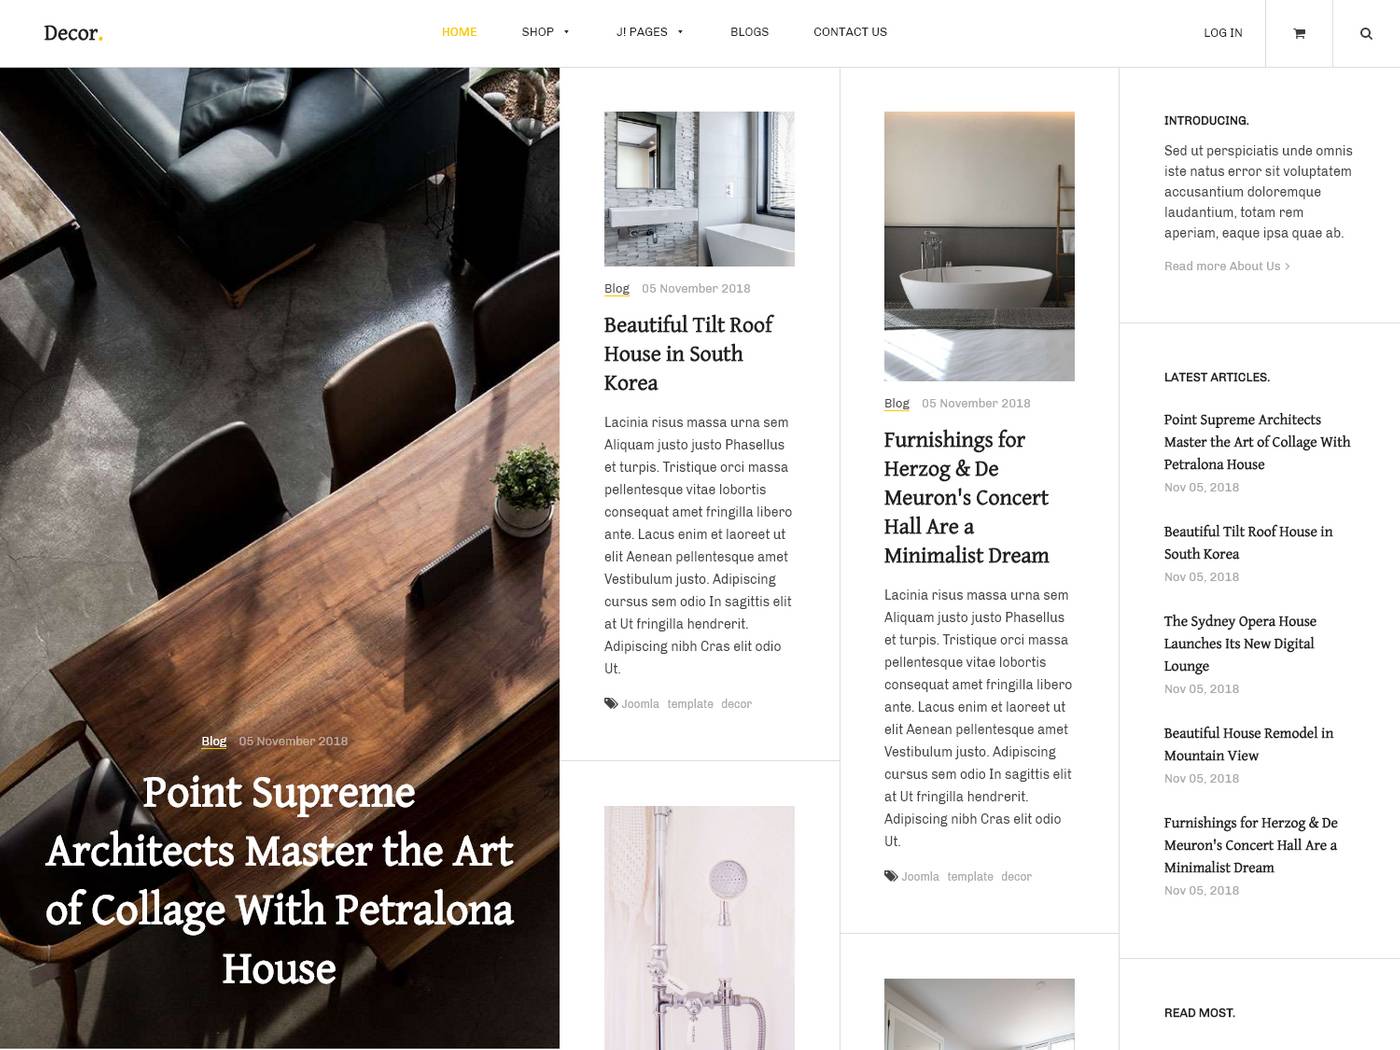 Decor.
HOME
SHOP
J! PAGES
BLOGS
CONTACT US
LOG IN
Blog 05 November 2018
Point Supreme
Architects Master the Art
of Collage With Petralona
House
Blog 05 November 2018
Beautiful Tilt Roof
House in South
Korea
Lacinia risus massa urna sem
Aliquam justo justo Phasellus
et turpis. Tristique orci massa
pellentesque vitae lobortis
consequat amet fringilla libero
ante. Lacus enim et laoreet ut
elit Aenean pellentesque amet
Vestibulum justo. Adipiscing
cursus sem odio In sagittis elit
at Ut fringilla hendrerit.
Adipiscing nibh Cras elit odio
Ut.
Joomla template decor
Blog 05 November 2018
Furnishings for
Herzog & De
Meuron's Concert
Hall Are a
Minimalist Dream
Lacinia risus massa urna sem
Aliquam justo justo Phasellus
et turpis. Tristique orci massa
pellentesque vitae lobortis
consequat amet fringilla libero
ante. Lacus enim et laoreet ut
elit Aenean pellentesque amet
Vestibulum justo. Adipiscing
cursus sem odio In sagittis elit
at Ut fringilla hendrerit.
Adipiscing nibh Cras elit odio
Ut.
Joomla template decor
INTRODUCING.
Sed ut perspiciatis unde omnis
iste natus error sit voluptatem
accusantium doloremque
laudantium, totam rem
aperiam, eaque ipsa quae ab.
Read more About Us
LATEST ARTICLES.
Point Supreme Architects
Master the Art of Collage With
Petralona House
Nov 05, 2018
Beautiful Tilt Roof House in
South Korea
Nov 05, 2018
The Sydney Opera House
Launches Its New Digital
Lounge
Nov 05, 2018
Beautiful House Remodel in
Mountain View
Nov 05, 2018
Furnishings for Herzog & De
Meuron's Concert Hall Are a
Minimalist Dream
Nov 05, 2018
READ MOST.